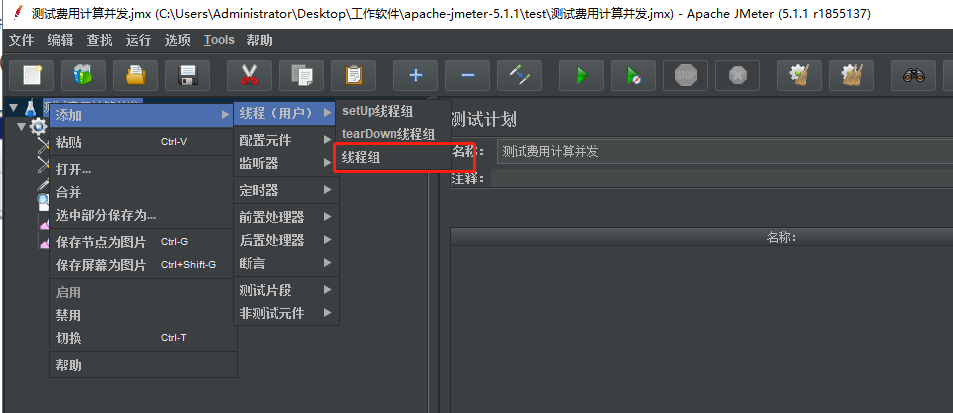 测试费用计算并发.jmx (C:\Users\Administrator\Desktop\工作软件\apache-jmeter-5.1.1\test\测试费用计算并发.jmx) - Apache JMeter (5.1.1 r1855137)
文件 编辑 查找 运行 选项 Tools 帮助
添加
粘贴 Ctrl-V
打开...
合并
选中部分保存为...
保存节点为图片 Ctrl-G
保存屏幕为图片 Ctrl+Shift-G
启用
禁用
切换 Ctrl-T
帮助
线程（用户）
配置元件
监听器
定时器
前置处理器
后置处理器
断言
测试片段
非测试元件
setUp线程组
tearDown线程组
线程组
测试计划
名称： 测试费用计算并发
注释：
名称:
STOP